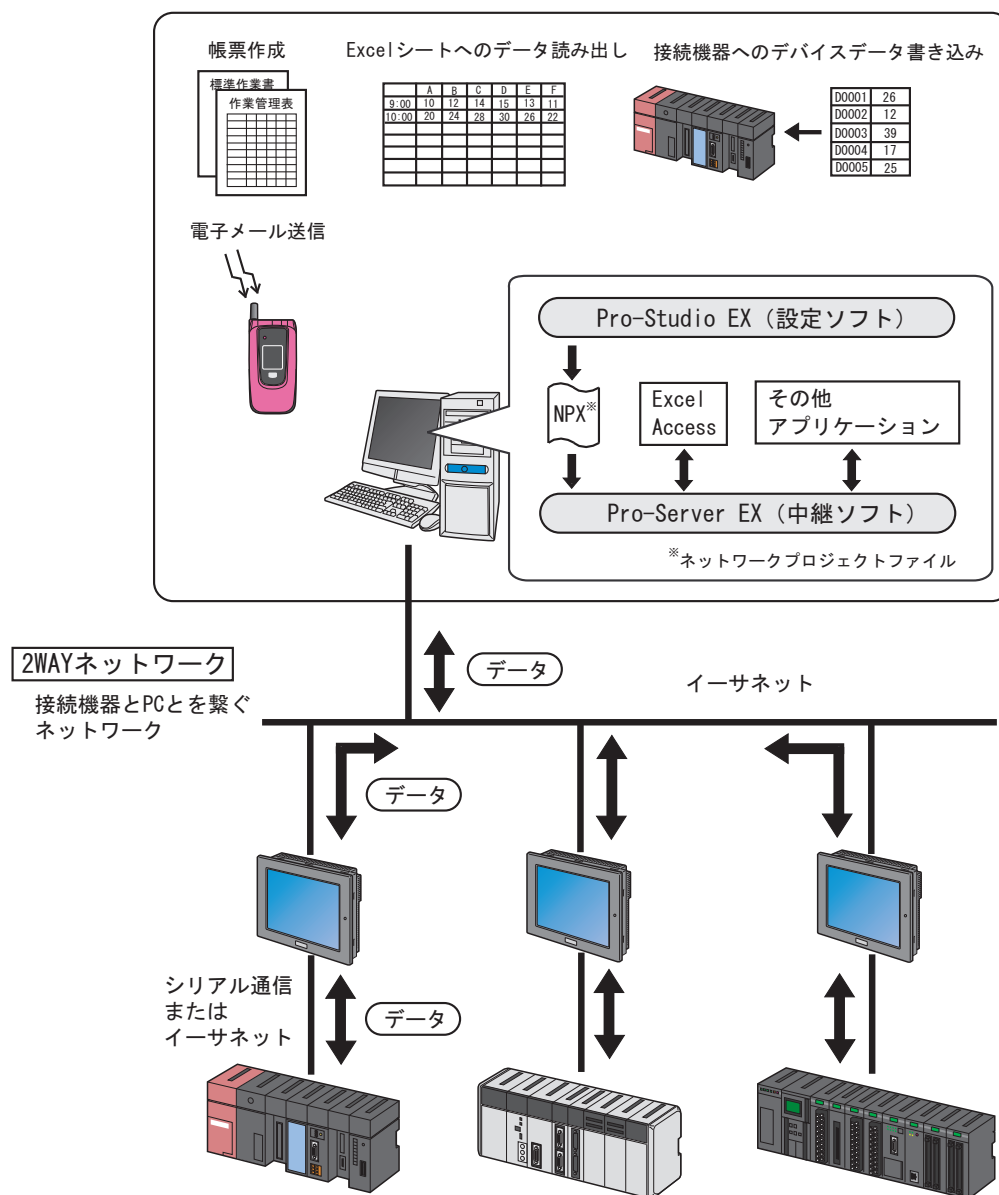 帳票作成
Excelシートへのデータ読み出し
接続機器へのデバイスデータ書き込み
標準作業書
作業管理表
A B C D E F
9:00 10 12 14 15 13 11
10:00 20 24 28 30 26 22
D0001 26
D0002 12
D0003 39
D0004 17
D0005 25
電子メール送信
Pro-Studio EX(設定ソフト)
NPX※
Excel
Access
その他
アプリケーション
Pro-Server EX(中継ソフト)
※ネットワークプロジェクトファイル
2WAYネットワーク
接続機器とPCとを繋ぐ
ネットワーク
データ
イーサネット
データ
シリアル通信
または
イーサネット
データ